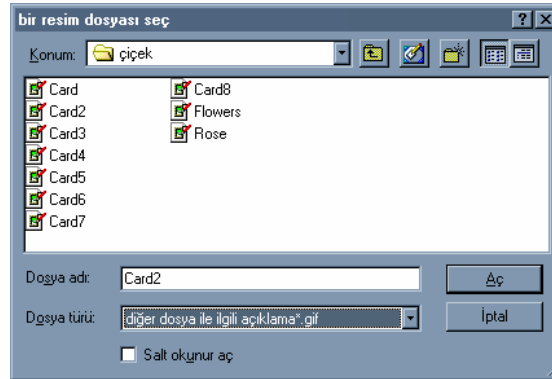 bir resim dosyası seç
Konum: çiçek
Card
Card2
Card3
Card4
Card5
Card6
Card7
Card8
Flowers
Rose
Dosya adı: Card2 Aç
Dosya türü: diğer dosya ile ilgili açıklama*.gif İptal
Salt okunur aç